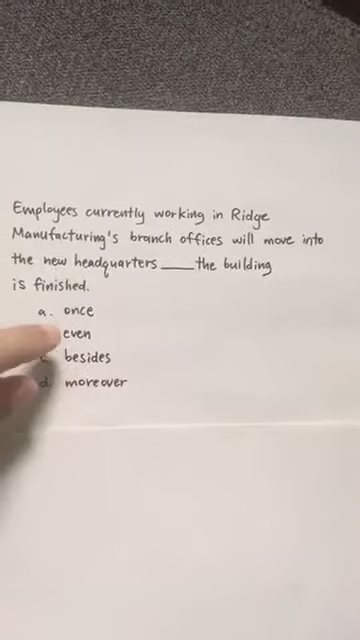 Employees currently working in Ridge
Manufacturing's branch offices will move into
the new headquarters ____ the building
is finished.
a. once
even
besides
d. moreover